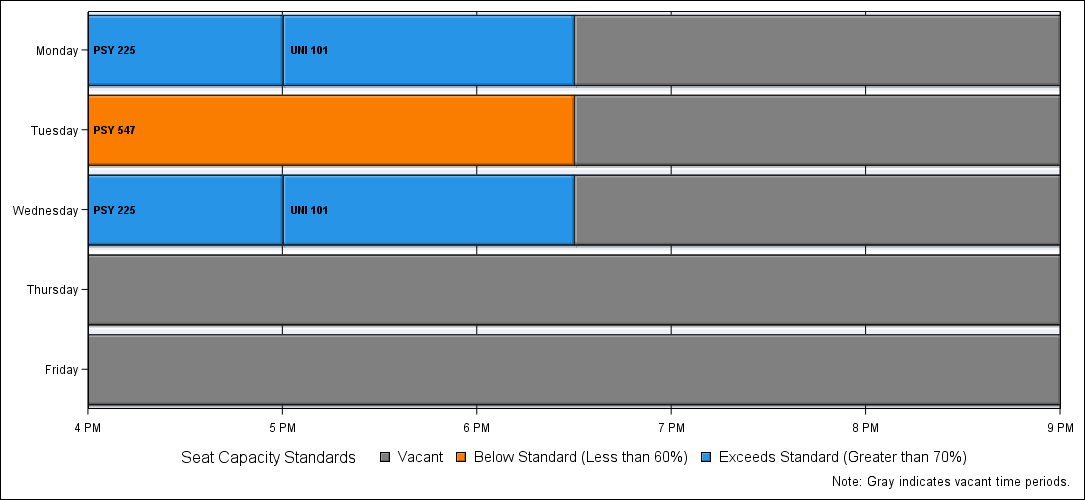 Monday
PSY 225 UNI 101
Tuesday
PSY 547
Wednesday
PSY 225 UNI 101
Thursday
Friday
4 PM 5 PM 6 PM 7 PM 8 PM 9 PM
Seat Capacity Standards Vacant Below Standard (Less than 60%) Exceeds Standard (Greater than 70%)
Note: Gray indicates vacant time periods.